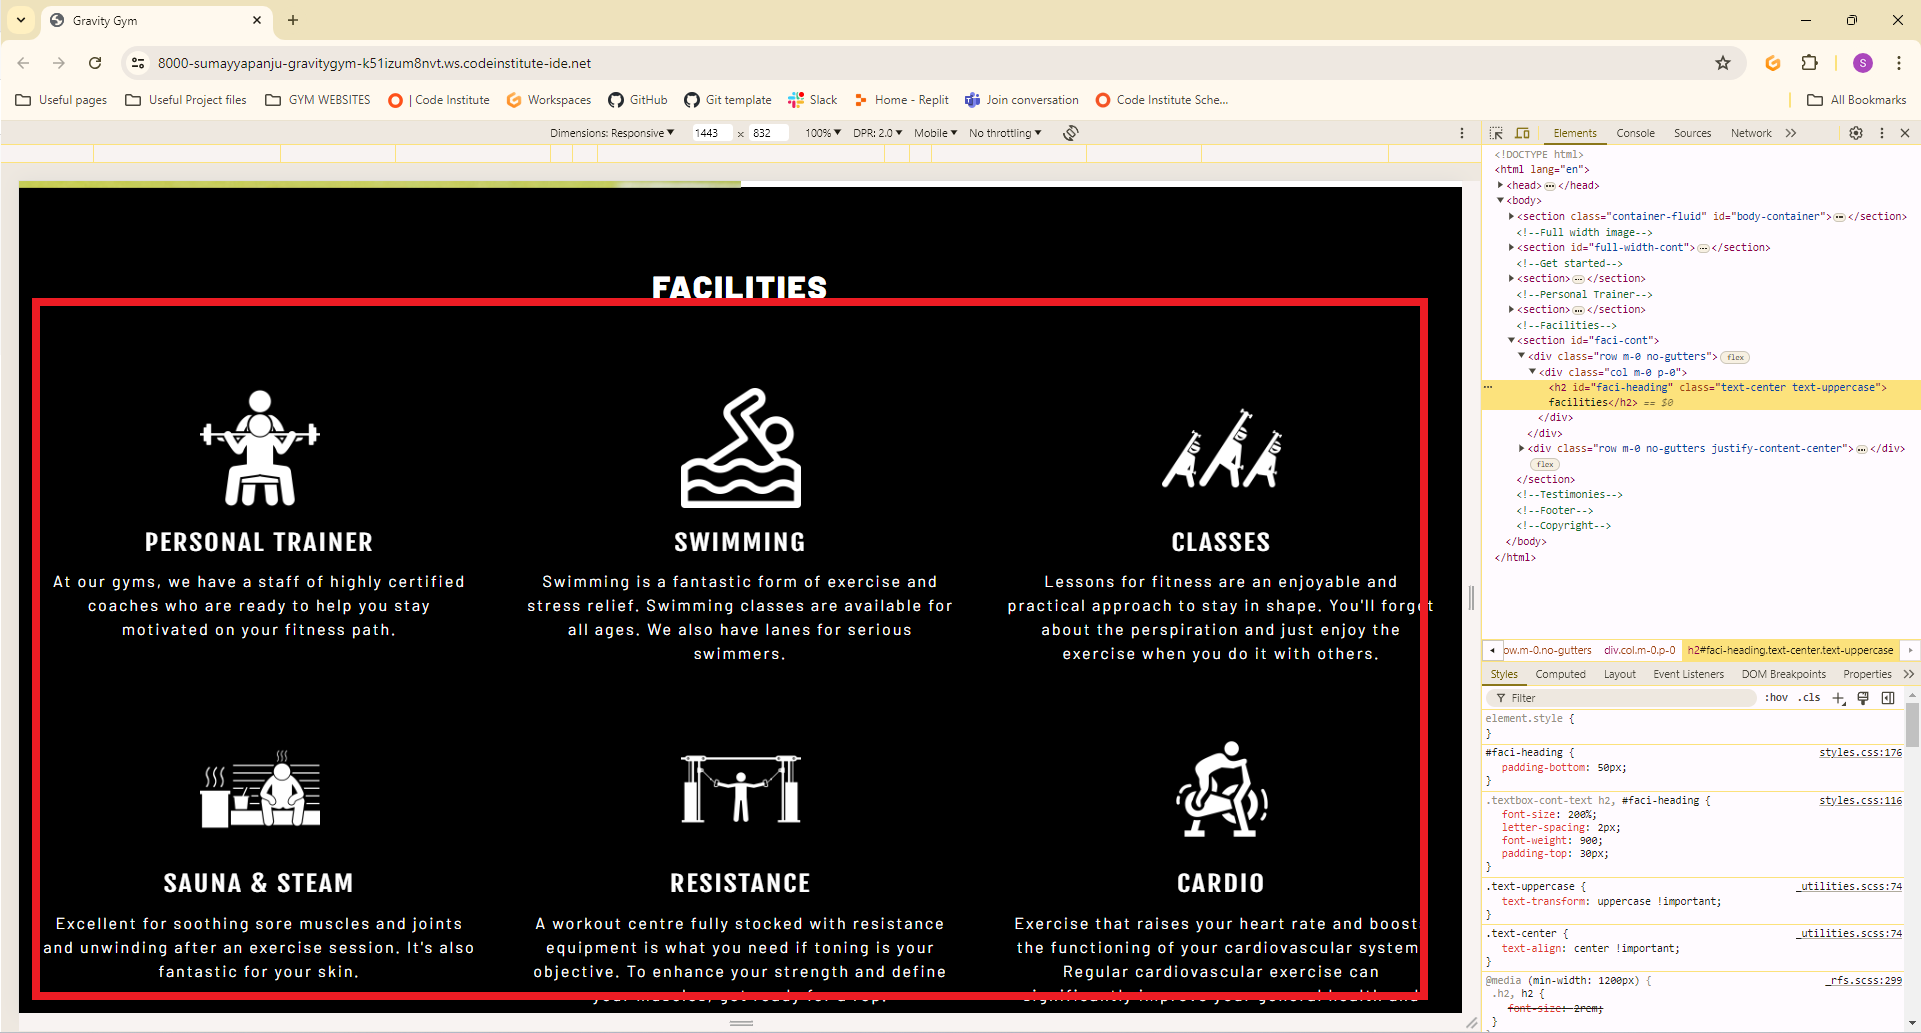 Gravity Gym
8000-sumayyapanju-gravitygym-k51izum8nvt.ws.codeinstitute-ide.net
S
Useful pages Useful Project files GYM WEBSITES | Code Institute Workspaces GitHub Git template Slack Home - Replit Join conversation Code Institute Sche... All Bookmarks
Dimensions: Responsive 1443 x 832 100% DPR: 2.0 Mobile No throttling
FACILITIES
PERSONAL TRAINER
At our gyms, we have a staff of highly certified
coaches who are ready to help you stay
motivated on your fitness path.
SWIMMING
Swimming is a fantastic form of exercise and
stress relief. Swimming classes are available for
all ages. We also have lanes for serious
swimmers.
CLASSES
Lessons for fitness are an enjoyable and
practical approach to stay in shape. You'll forget
about the perspiration and just enjoy the
exercise when you do it with others.
SAUNA & STEAM
Excellent for soothing sore muscles and joints
and unwinding after an exercise session. It's also
fantastic for your skin.
RESISTANCE
A workout centre fully stocked with resistance
equipment is what you need if toning is your
objective. To enhance your strength and define
your muscles, get ready for a rep.
CARDIO
Exercise that raises your heart rate and boosts
the functioning of your cardiovascular system.
Regular cardiovascular exercise can
significantly improve your general health and
Elements Console Sources Network
<!DOCTYPE html>
<html lang="en">
<head> </head>
<body>
<section class="container-fluid" id="body-container"> </section>
<!--Full width image-->
<section id="full-width-cont"> </section>
<!--Get started-->
<section> </section>
<!--Personal Trainer-->
<section> </section>
<!--Facilities-->
<section id="faci-cont">
<div class="row m-0 no-gutters"> flex
<div class="col m-0 p-0">
<h2 id="faci-heading" class="text-center text-uppercase">
facilities</h2> == $0
</div>
</div>
<div class="row m-0 no-gutters justify-content-center"> </div>
flex
</section>
<!--Testimonies-->
<!--Footer-->
<!--Copyright-->
</body>
</html>
ow.m-0.no-gutters div.col.m-0.p-0 h2#faci-heading.text-center.text-uppercase
Styles Computed Layout Event Listeners DOM Breakpoints Properties
Filter :hov .cls
element.style {
}
#faci-heading { styles.css:176
padding-bottom: 50px;
}
.textbox-cont-text h2, #faci-heading { styles.css:116
font-size: 200%;
letter-spacing: 2px;
font-weight: 900;
padding-top: 30px;
}
.text-uppercase { _utilities.scss:74
text-transform: uppercase !important;
}
.text-center { _utilities.scss:74
text-align: center !important;
}
@media (min-width: 1200px) { _rfs.scss:299
.h2, h2 {
font-size: 2rem;
}